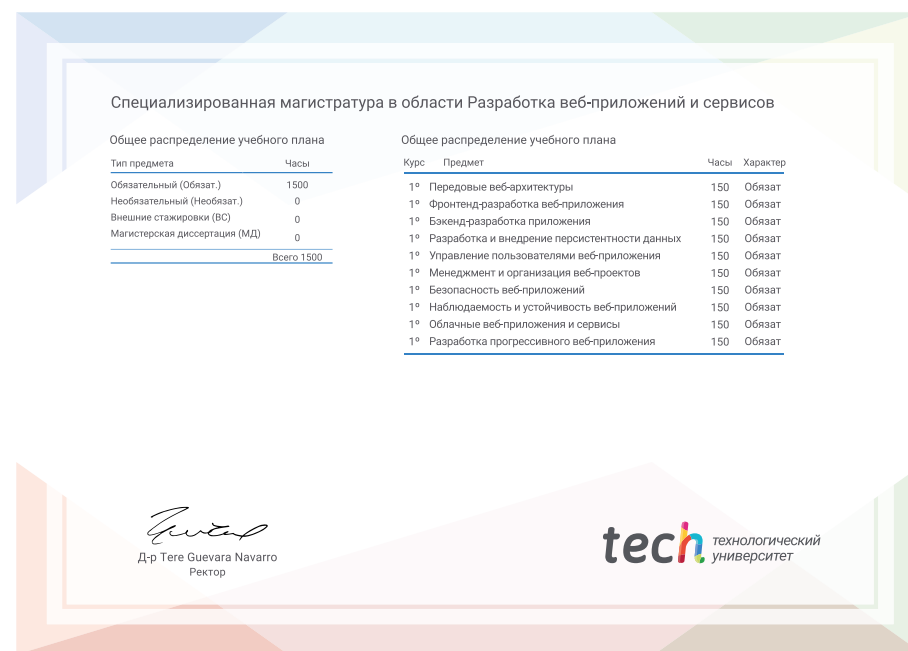 Специализированная магистратура в области Разработка веб-приложений и сервисов
Общее распределение учебного плана
Тип предмета Часы
Обязательный (Обязат.) 1500
Необязательный (Необязат.) 0
Внешние стажировки (ВС) 0
Магистерская диссертация (МД) 0
Всего 1500
Общее распределение учебного плана
Курс Предмет Часы Характер
1º Передовые веб-архитектуры 150 Обязат
1º Фронтенд-разработка веб-приложения 150 Обязат
1º Бэкенд-разработка приложения 150 Обязат
1º Разработка и внедрение персистентности данных 150 Обязат
1º Управление пользователями веб-приложения 150 Обязат
1º Менеджмент и организация веб-проектов 150 Обязат
1º Безопасность веб-приложений 150 Обязат
1º Наблюдаемость и устойчивость веб-приложений 150 Обязат
1º Облачные веб-приложения и сервисы 150 Обязат
1º Разработка прогрессивного веб-приложения 150 Обязат
Д-р Tere Guevara Navarro
Ректор
tech технологический
университет